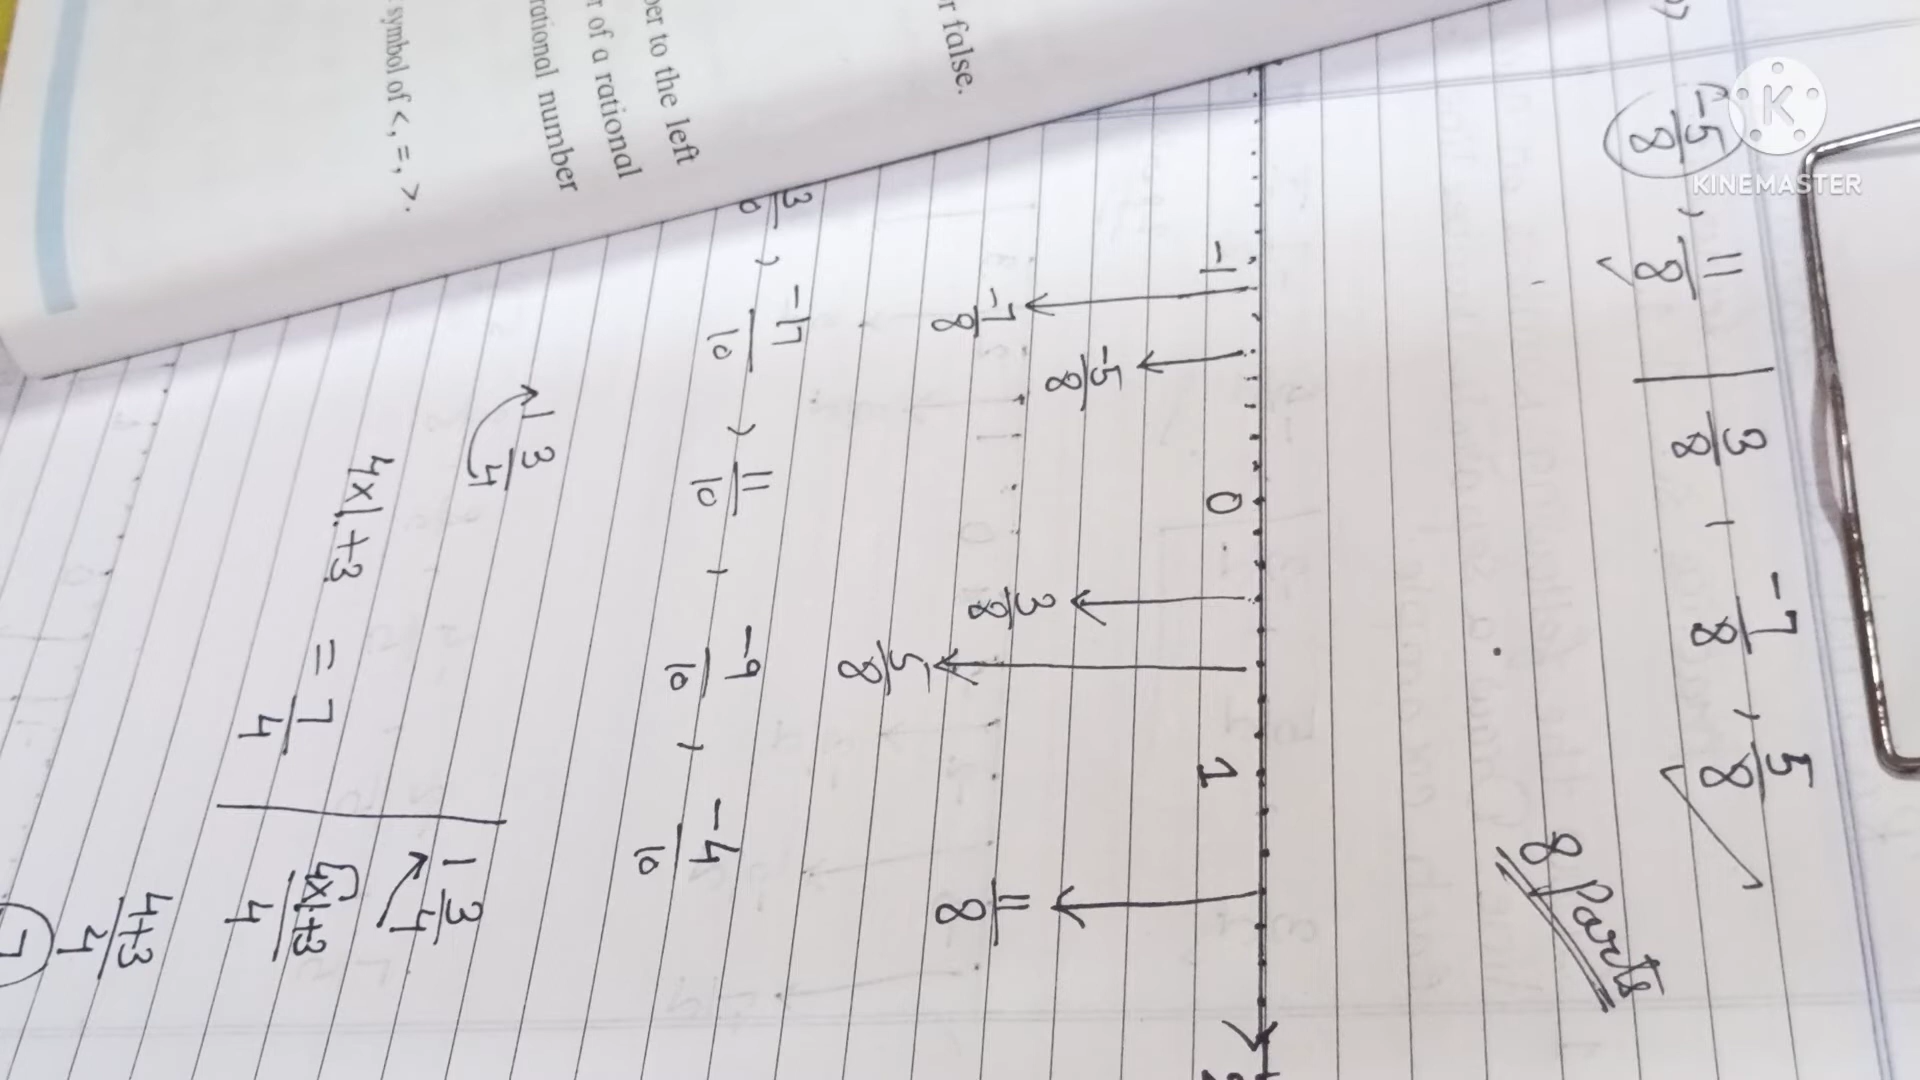 -5/8 , 11/8 | 3/8 , -7/8 , 5/8
8 Parts
-1 0 1
-7/8 -5/8 3/8 5/8 11/8
-17/10 , 11/10 , -9/10 , -4/10
1 3/4
4×1+3 = 7/4
1 3/4
4×1+3/4
4+3/4
7
r false.
to the left
r of a rational
rational number
symbol of <, =, >.
KINEMASTER